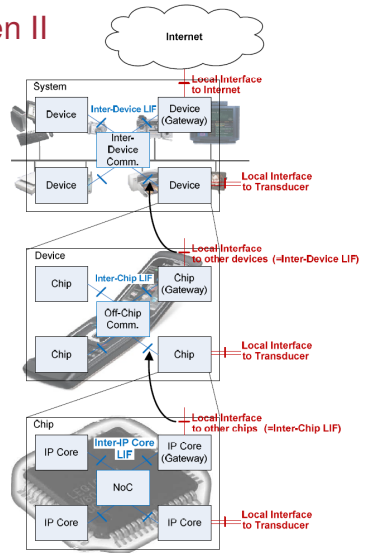 en II
Internet
Local Interface
to Internet
System
Device
Inter-Device LIF
Device
(Gateway)
Inter-
Device
Comm.
Device
Device
Local Interface
to Transducer
Local Interface
to other devices (=Inter-Device LIF)
Device
Chip
Inter-Chip LIF
Chip
(Gateway)
Off-Chip
Comm.
Chip
Chip
Local Interface
to Transducer
Local Interface
to other chips (=Inter-Chip LIF)
Chip
IP Core
Inter-IP Core
LIF
IP Core
(Gateway)
NoC
IP Core
IP Core
Local Interface
to Transducer